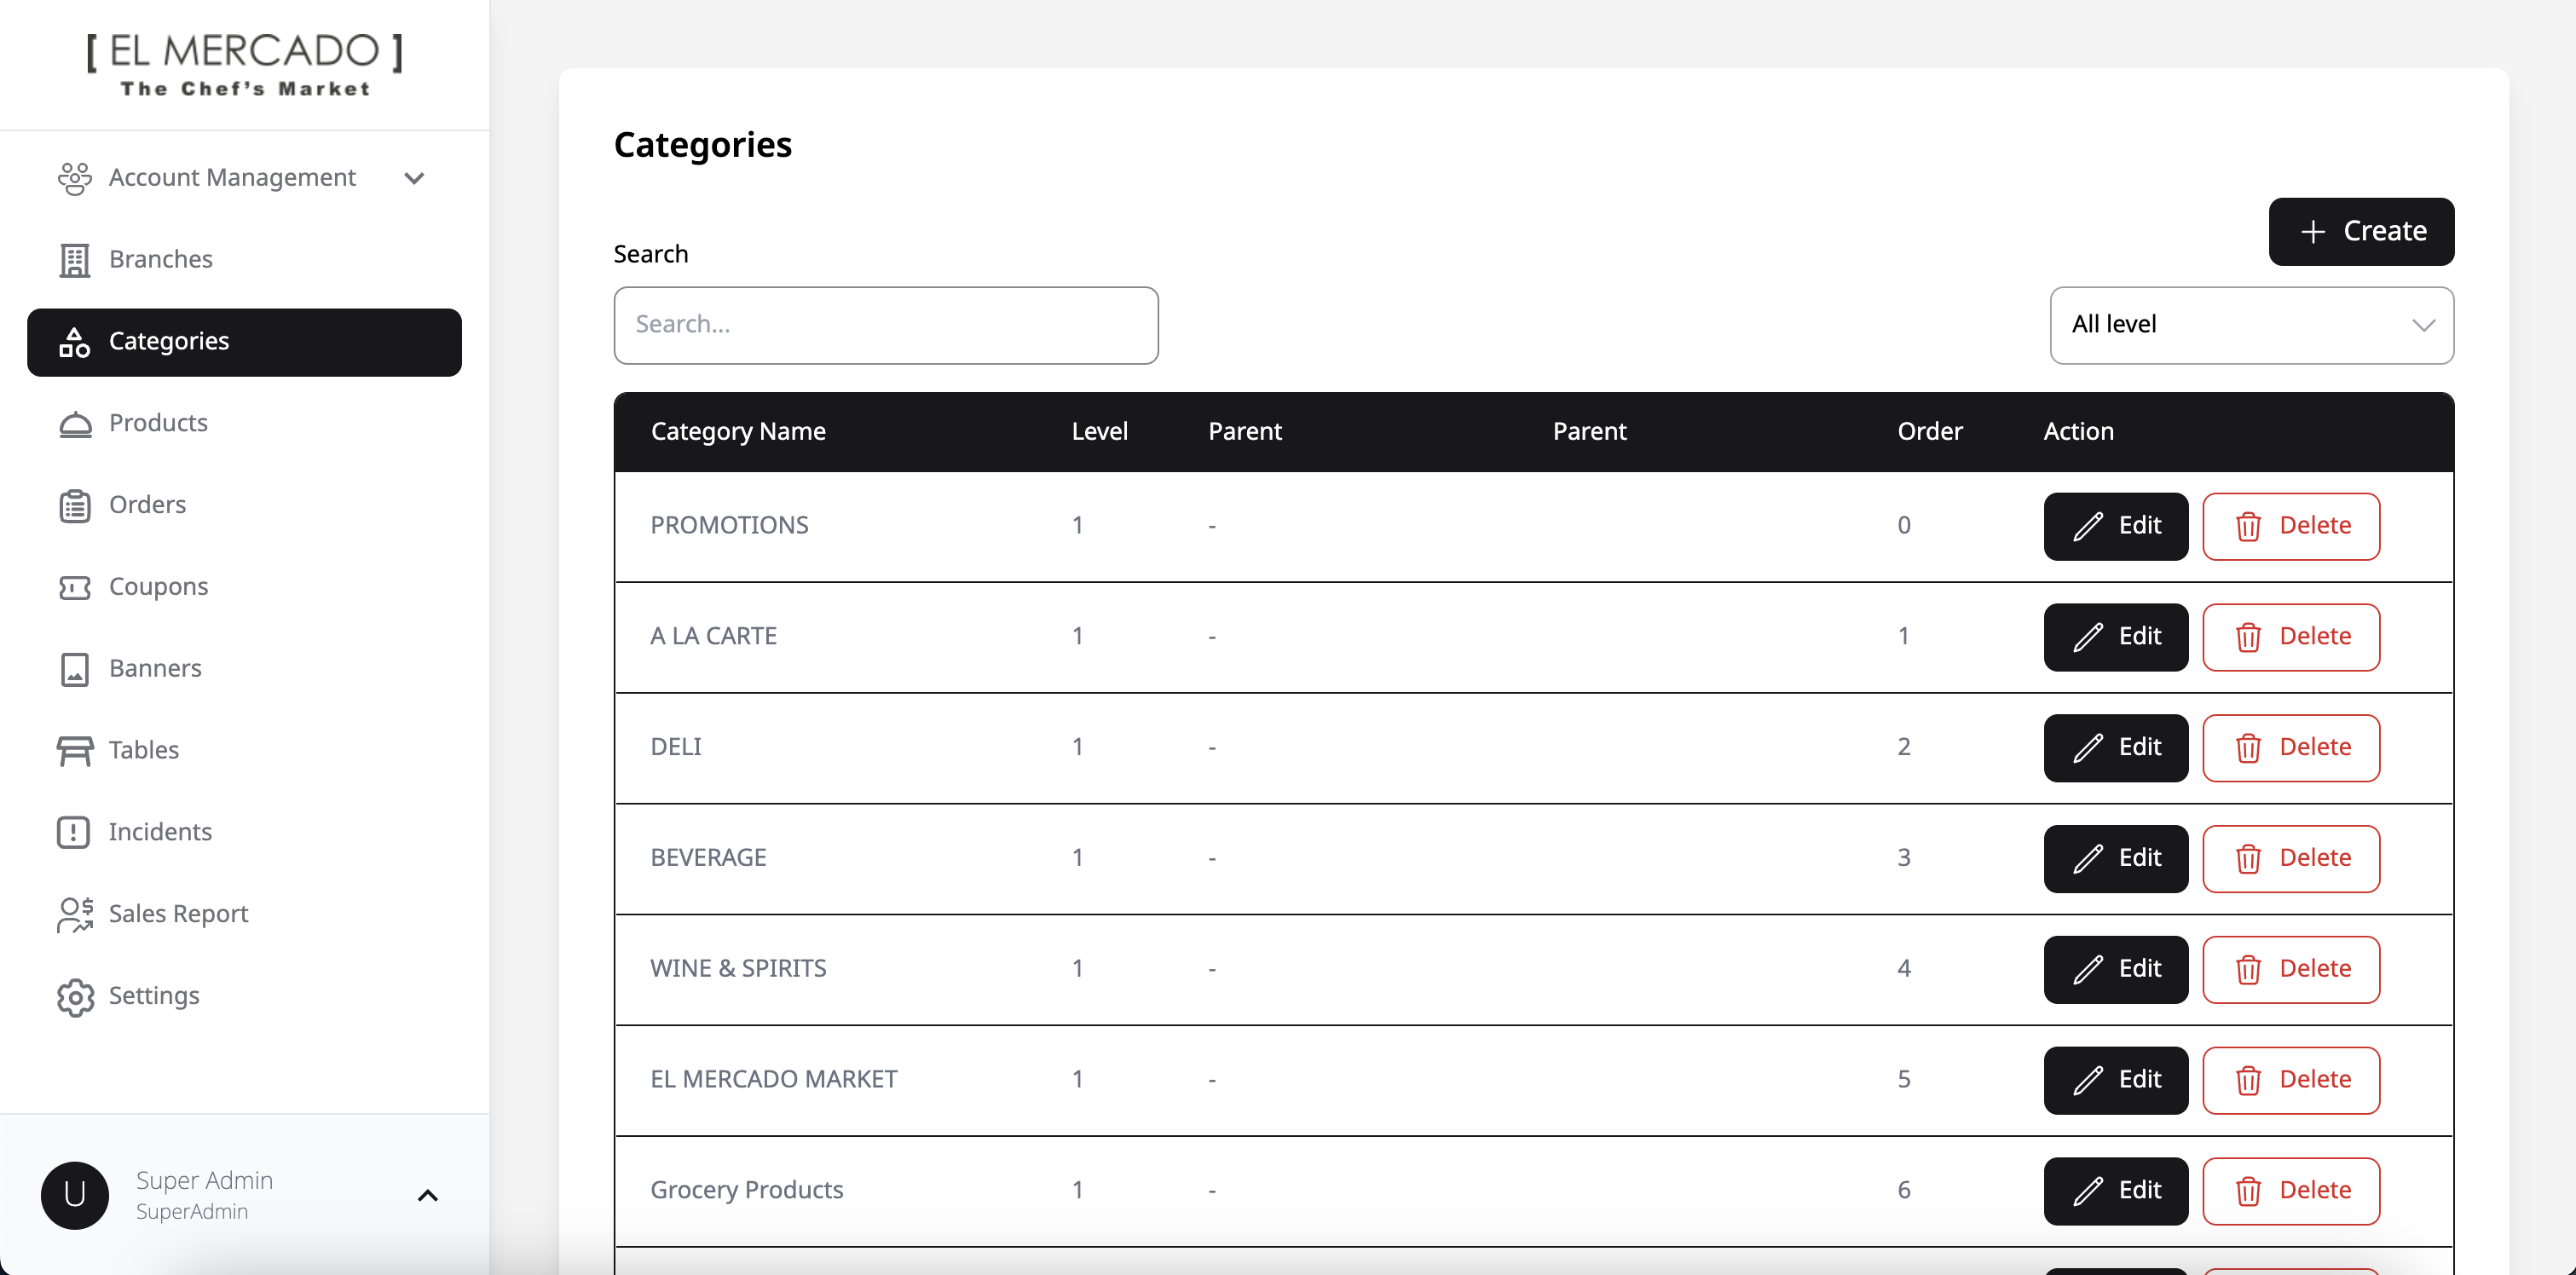 [ EL MERCADO ]
The Chef's Market
Account Management
Branches
Categories
Products
Orders
Coupons
Banners
Tables
Incidents
Sales Report
Settings
U
Super Admin
SuperAdmin
Categories
Create
Search
Search...
All level
Category Name Level Parent Parent Order Action
PROMOTIONS 1 - 0 Edit Delete
A LA CARTE 1 - 1 Edit Delete
DELI 1 - 2 Edit Delete
BEVERAGE 1 - 3 Edit Delete
WINE & SPIRITS 1 - 4 Edit Delete
EL MERCADO MARKET 1 - 5 Edit Delete
Grocery Products 1 - 6 Edit Delete